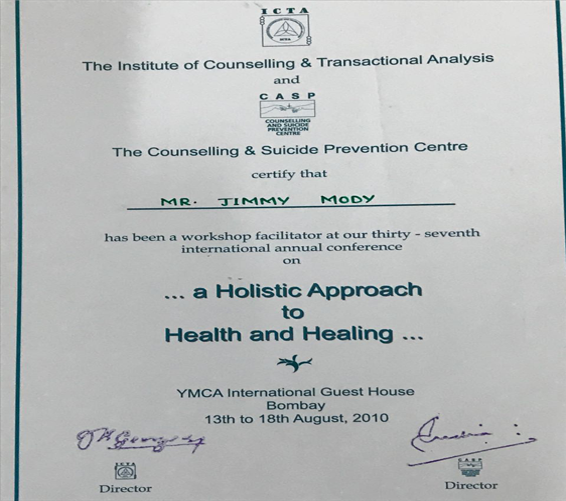 ICTA
The Institute of Counselling & Transactional Analysis
and
CASP
COUNSELLING
AND SUICIDE
PREVENTION
CENTRE
The Counselling & Suicide Prevention Centre
certify that
MR. JIMMY MODY
has been a workshop facilitator at our thirty - seventh
international annual conference
on
... a Holistic Approach
to
Health and Healing ...
YMCA International Guest House
Bombay
13th to 18th August, 2010
ICTA
CASP
Director
Director